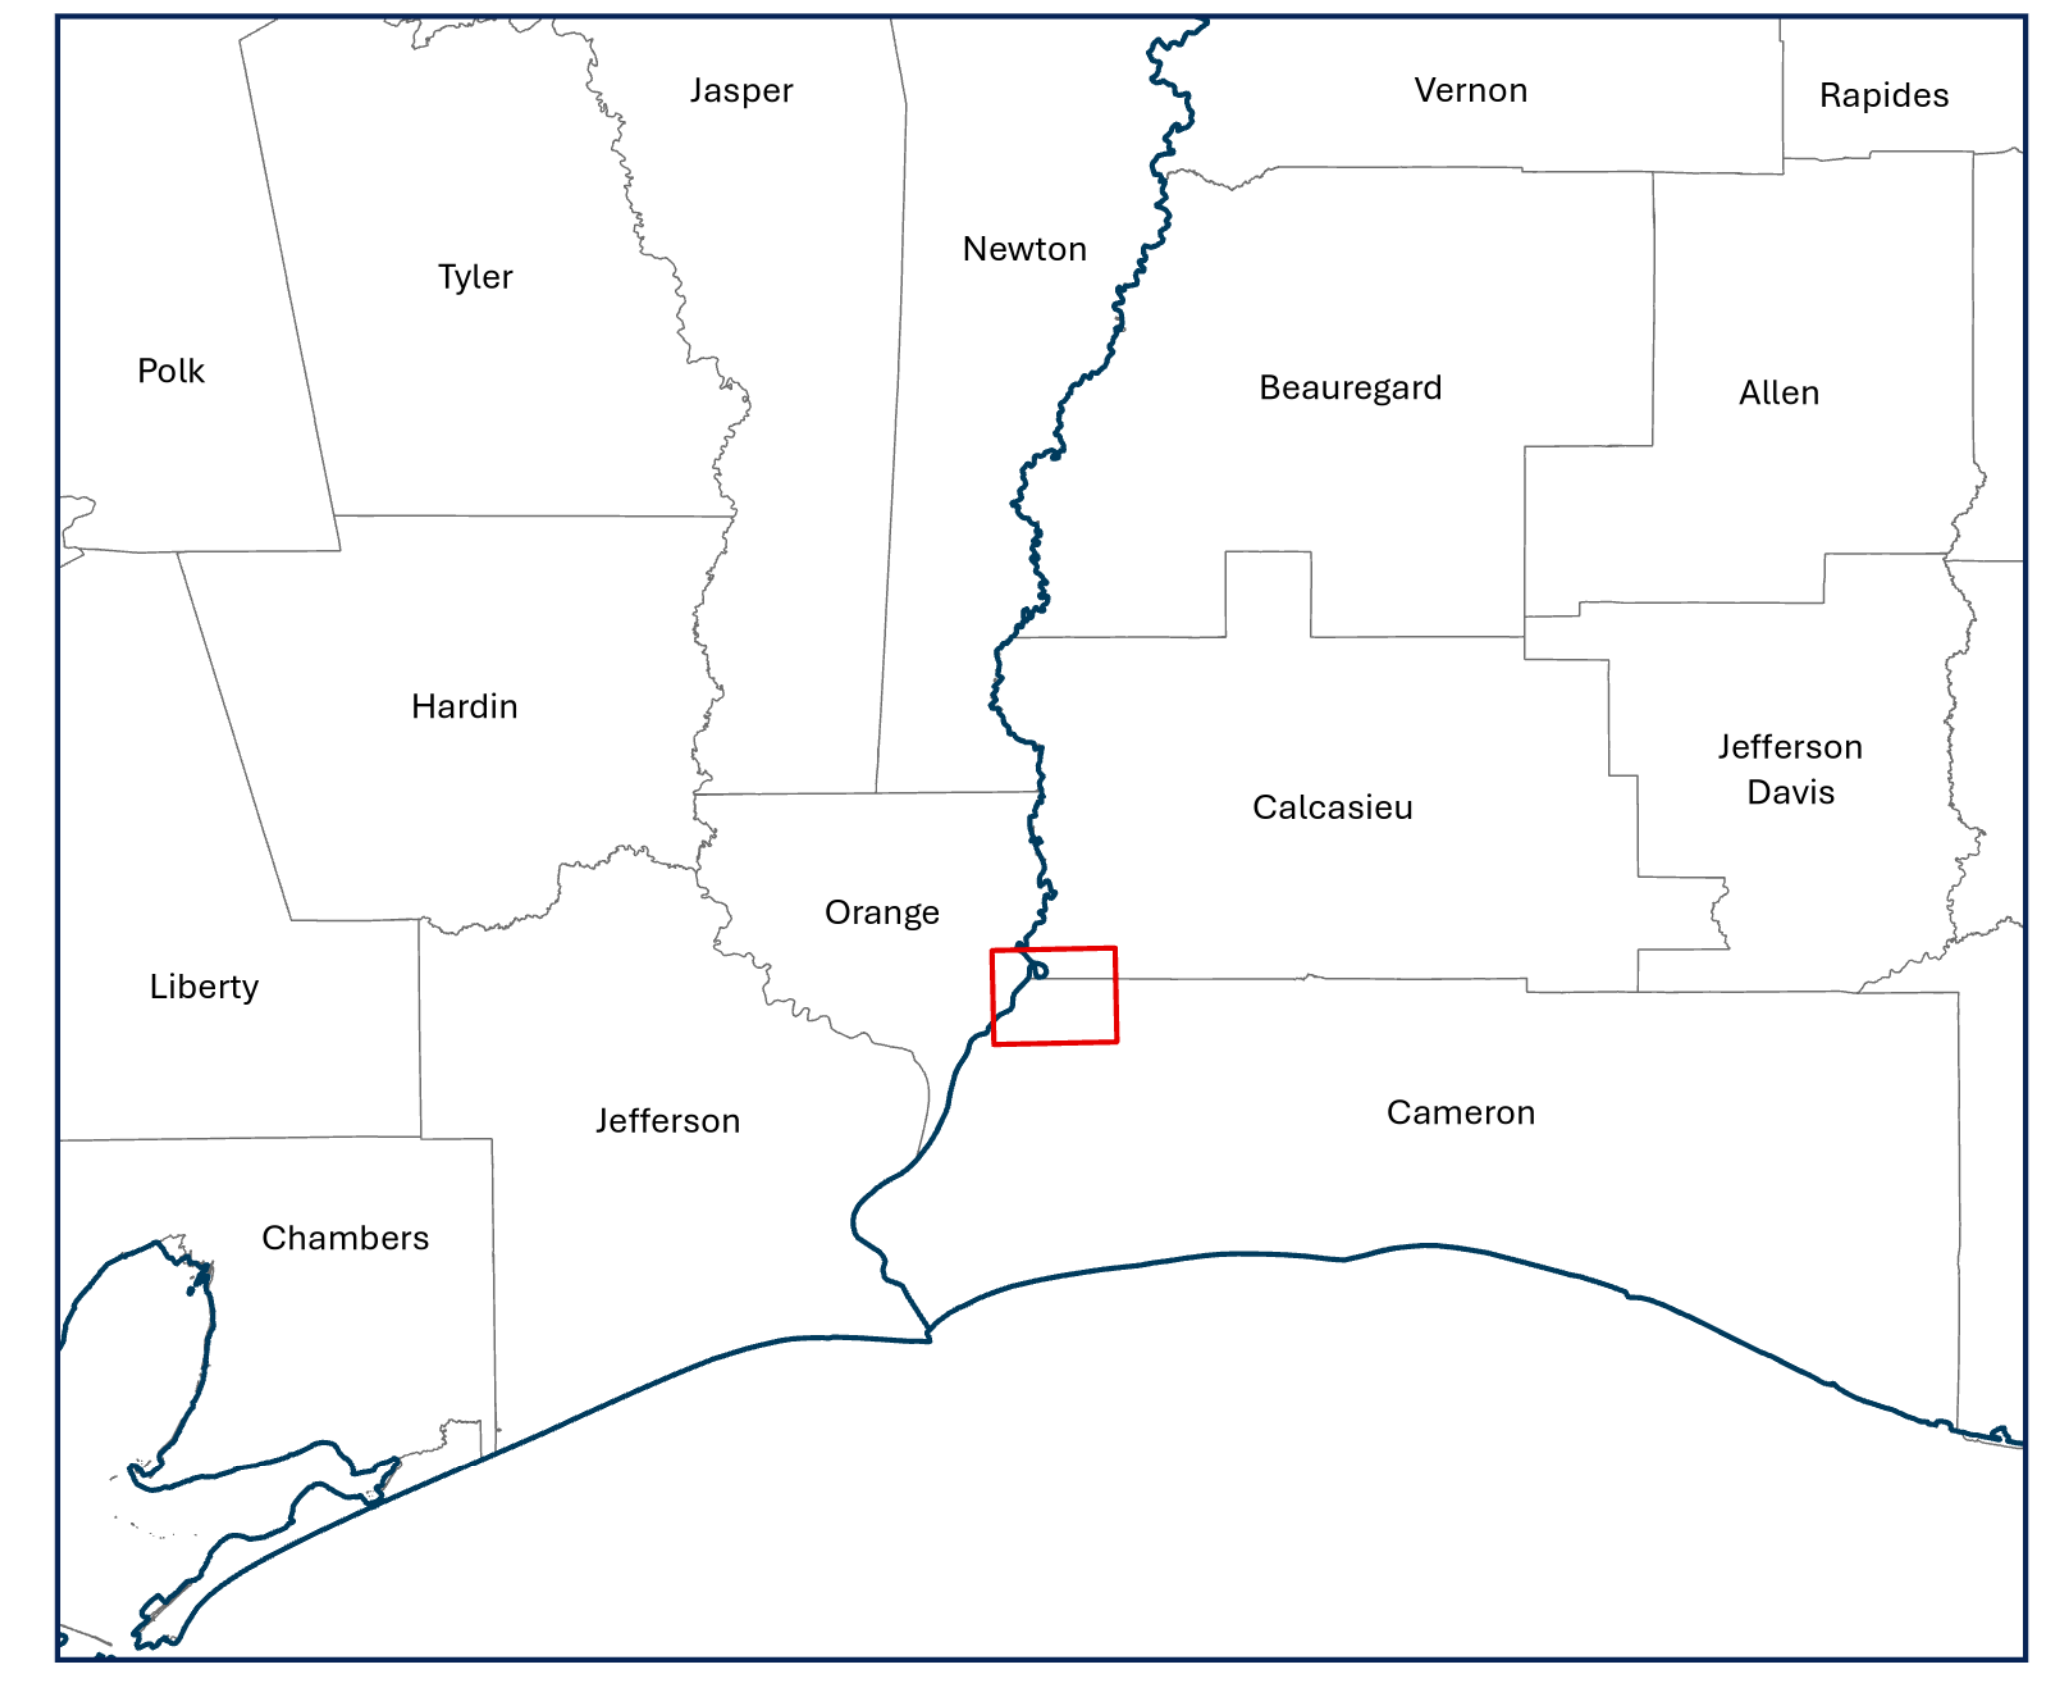 Jasper
Vernon
Rapides
Newton
Tyler
Polk
Beauregard
Allen
Hardin
Jefferson
Davis
Calcasieu
Orange
Liberty
Jefferson
Cameron
Chambers